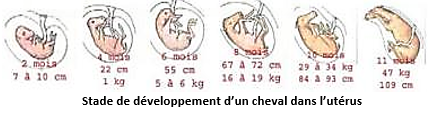 2 mois
7 à 10 cm
4 mois
22 cm
1 kg
6 mois
55 cm
5 à 6 kg
8 mois
67 à 72 cm
16 à 19 kg
10 mois
29 à 34 kg
84 à 93 cm
11 mois
47 kg
109 cm
Stade de développement d'un cheval dans l'utérus